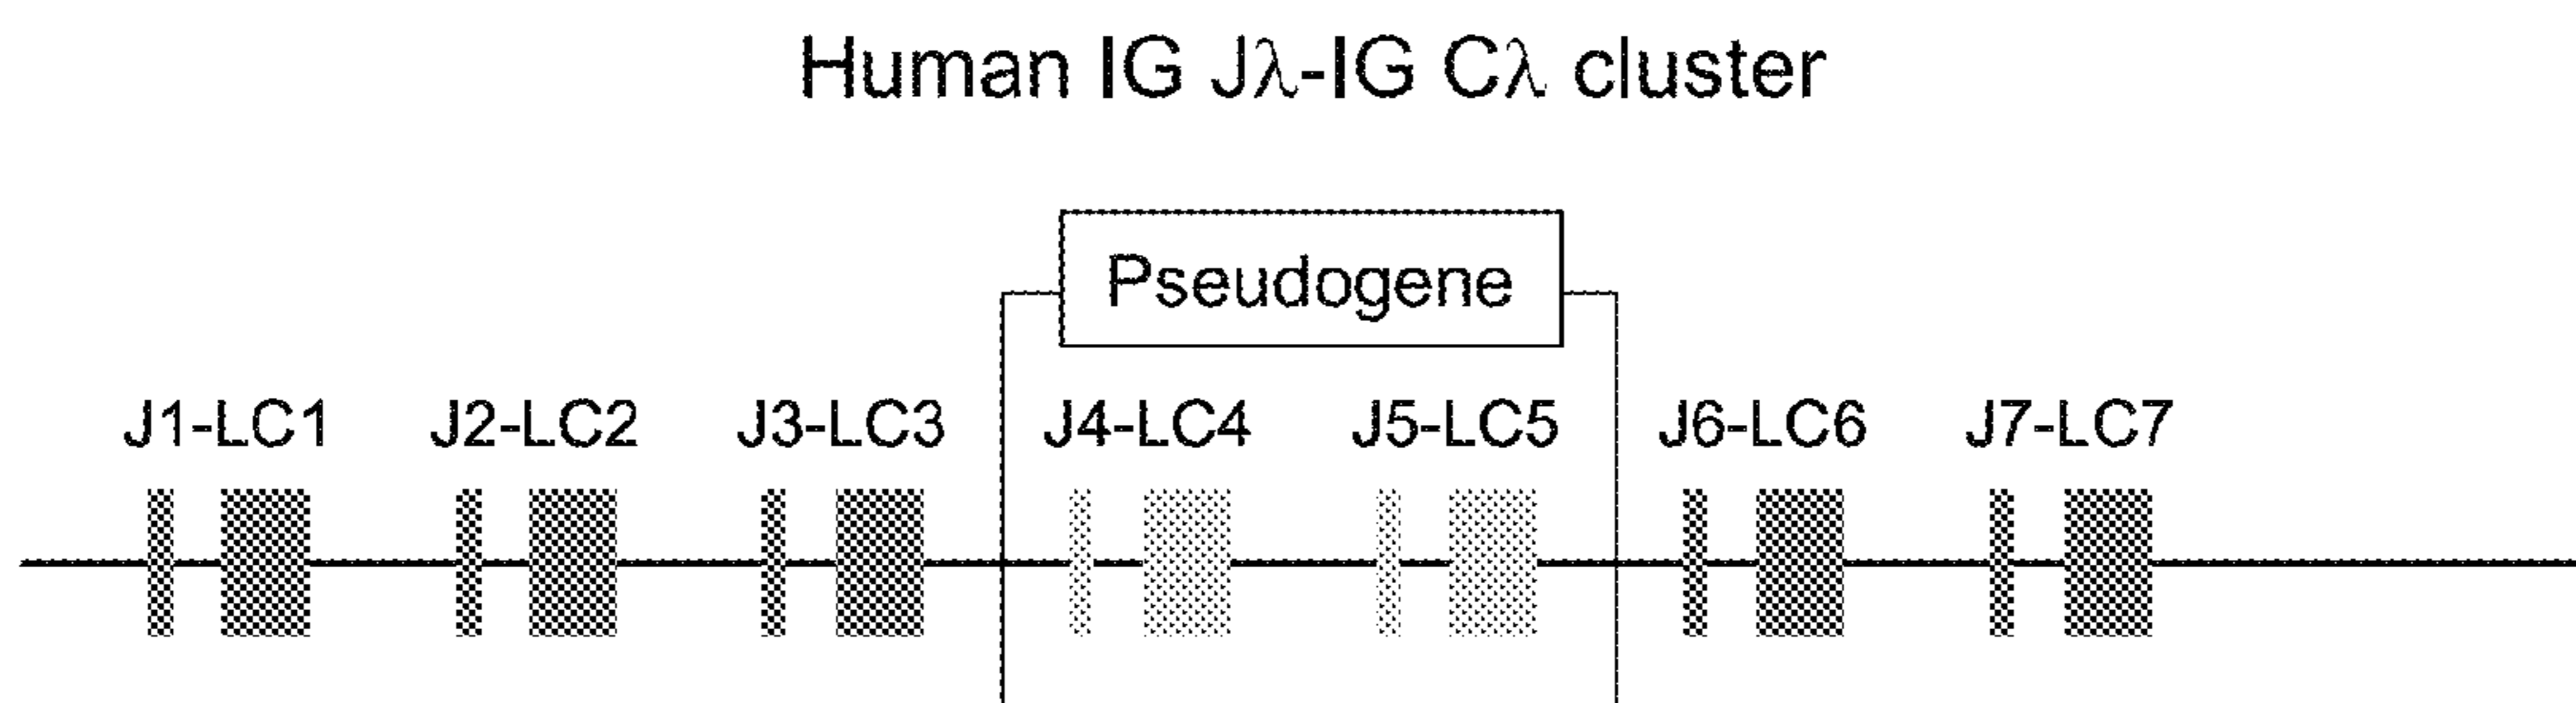 Human IG Jλ-IG Cλ cluster
Pseudogene
J1-LC1 J2-LC2 J3-LC3 J4-LC4 J5-LC5 J6-LC6 J7-LC7